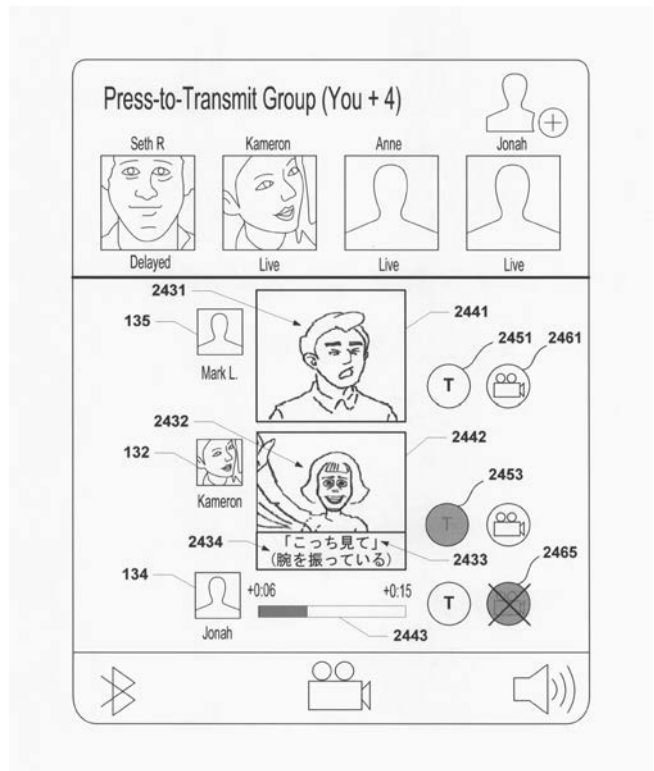 Press-to-Transmit Group (You + 4)
Seth R
Kameron
Anne
Jonah
Delayed
Live
Live
Live
2431
2441
135
2451
2461
Mark L.
T
2432
2442
132
2453
Kameron
T
2434
「こっち見て」
2433
(腕を振っている)
2465
134
+0:06
+0:15
T
Jonah
2443